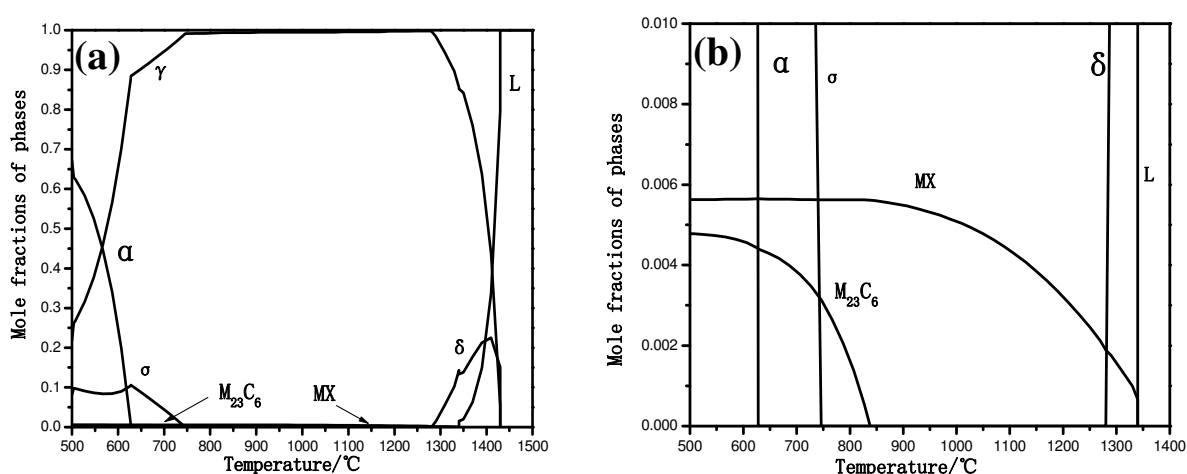 (a)
Mole fractions of phases
1.0
0.9
0.8
0.7
0.6
0.5
0.4
0.3
0.2
0.1
0.0
γ
L
α
σ
M23C6
MX
δ
500 600 700 800 900 1000 1100 1200 1300 1400 1500
Temperature/℃
(b)
Mole fractions of phases
0.010
0.008
0.006
0.004
0.002
0.000
α
σ
δ
L
MX
M23C6
500 600 700 800 900 1000 1100 1200 1300 1400
Temperature/℃